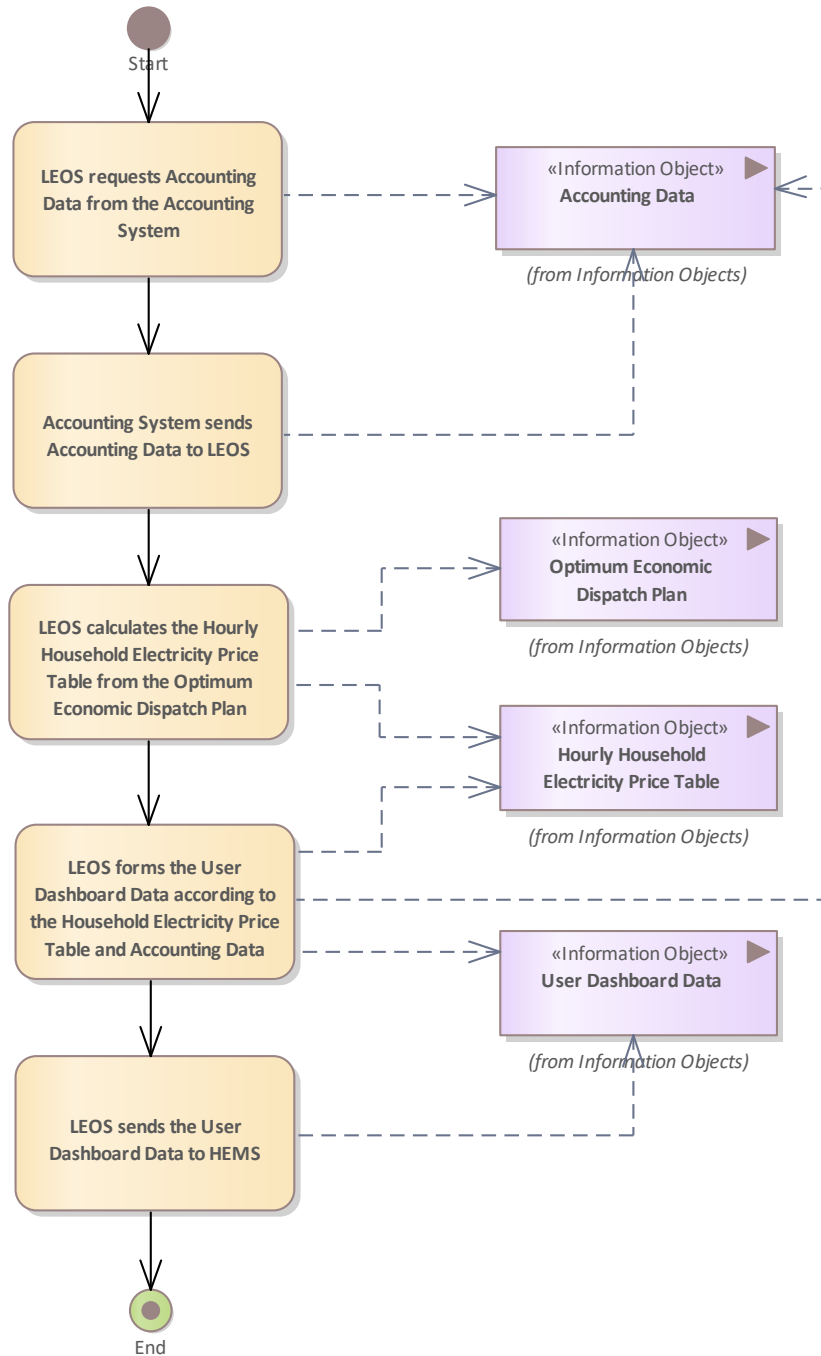 Start
LEOS requests Accounting
Data from the Accounting
System
«Information Object»
Accounting Data
(from Information Objects)
Accounting System sends
Accounting Data to LEOS
«Information Object»
Optimum Economic
Dispatch Plan
(from Information Objects)
LEOS calculates the Hourly
Household Electricity Price
Table from the Optimum
Economic Dispatch Plan
«Information Object»
Hourly Household
Electricity Price Table
(from Information Objects)
LEOS forms the User
Dashboard Data according to
the Household Electricity Price
Table and Accounting Data
«Information Object»
User Dashboard Data
(from Information Objects)
LEOS sends the User
Dashboard Data to HEMS
End